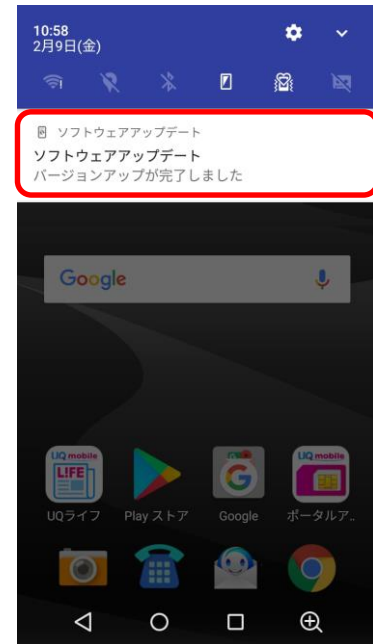 10:58
2月9日(金)
ソフトウェアアップデート
ソフトウェアアップデート
バージョンアップが完了しました
Google
UQ mobile
LIFE
UQ mobile
UQライフ Play ストア Google ポータルア..